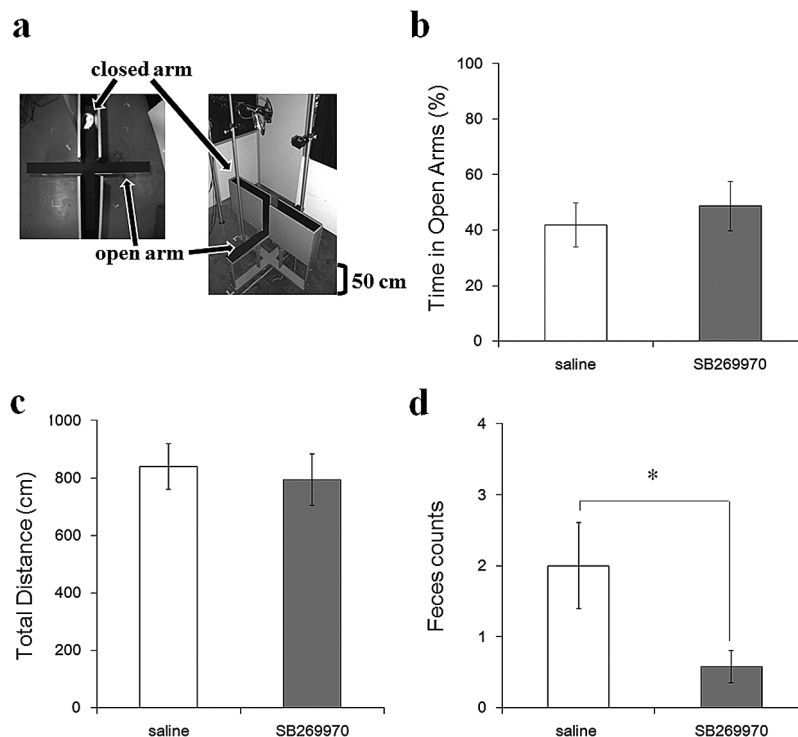 a
closed arm
open arm
50 cm
b
Time in Open Arms (%)
100
80
60
40
20
0
saline
SB269970
c
Total Distance (cm)
1000
800
600
400
200
0
saline
SB269970
d
Feces counts
4
3
2
1
0
*
saline
SB269970